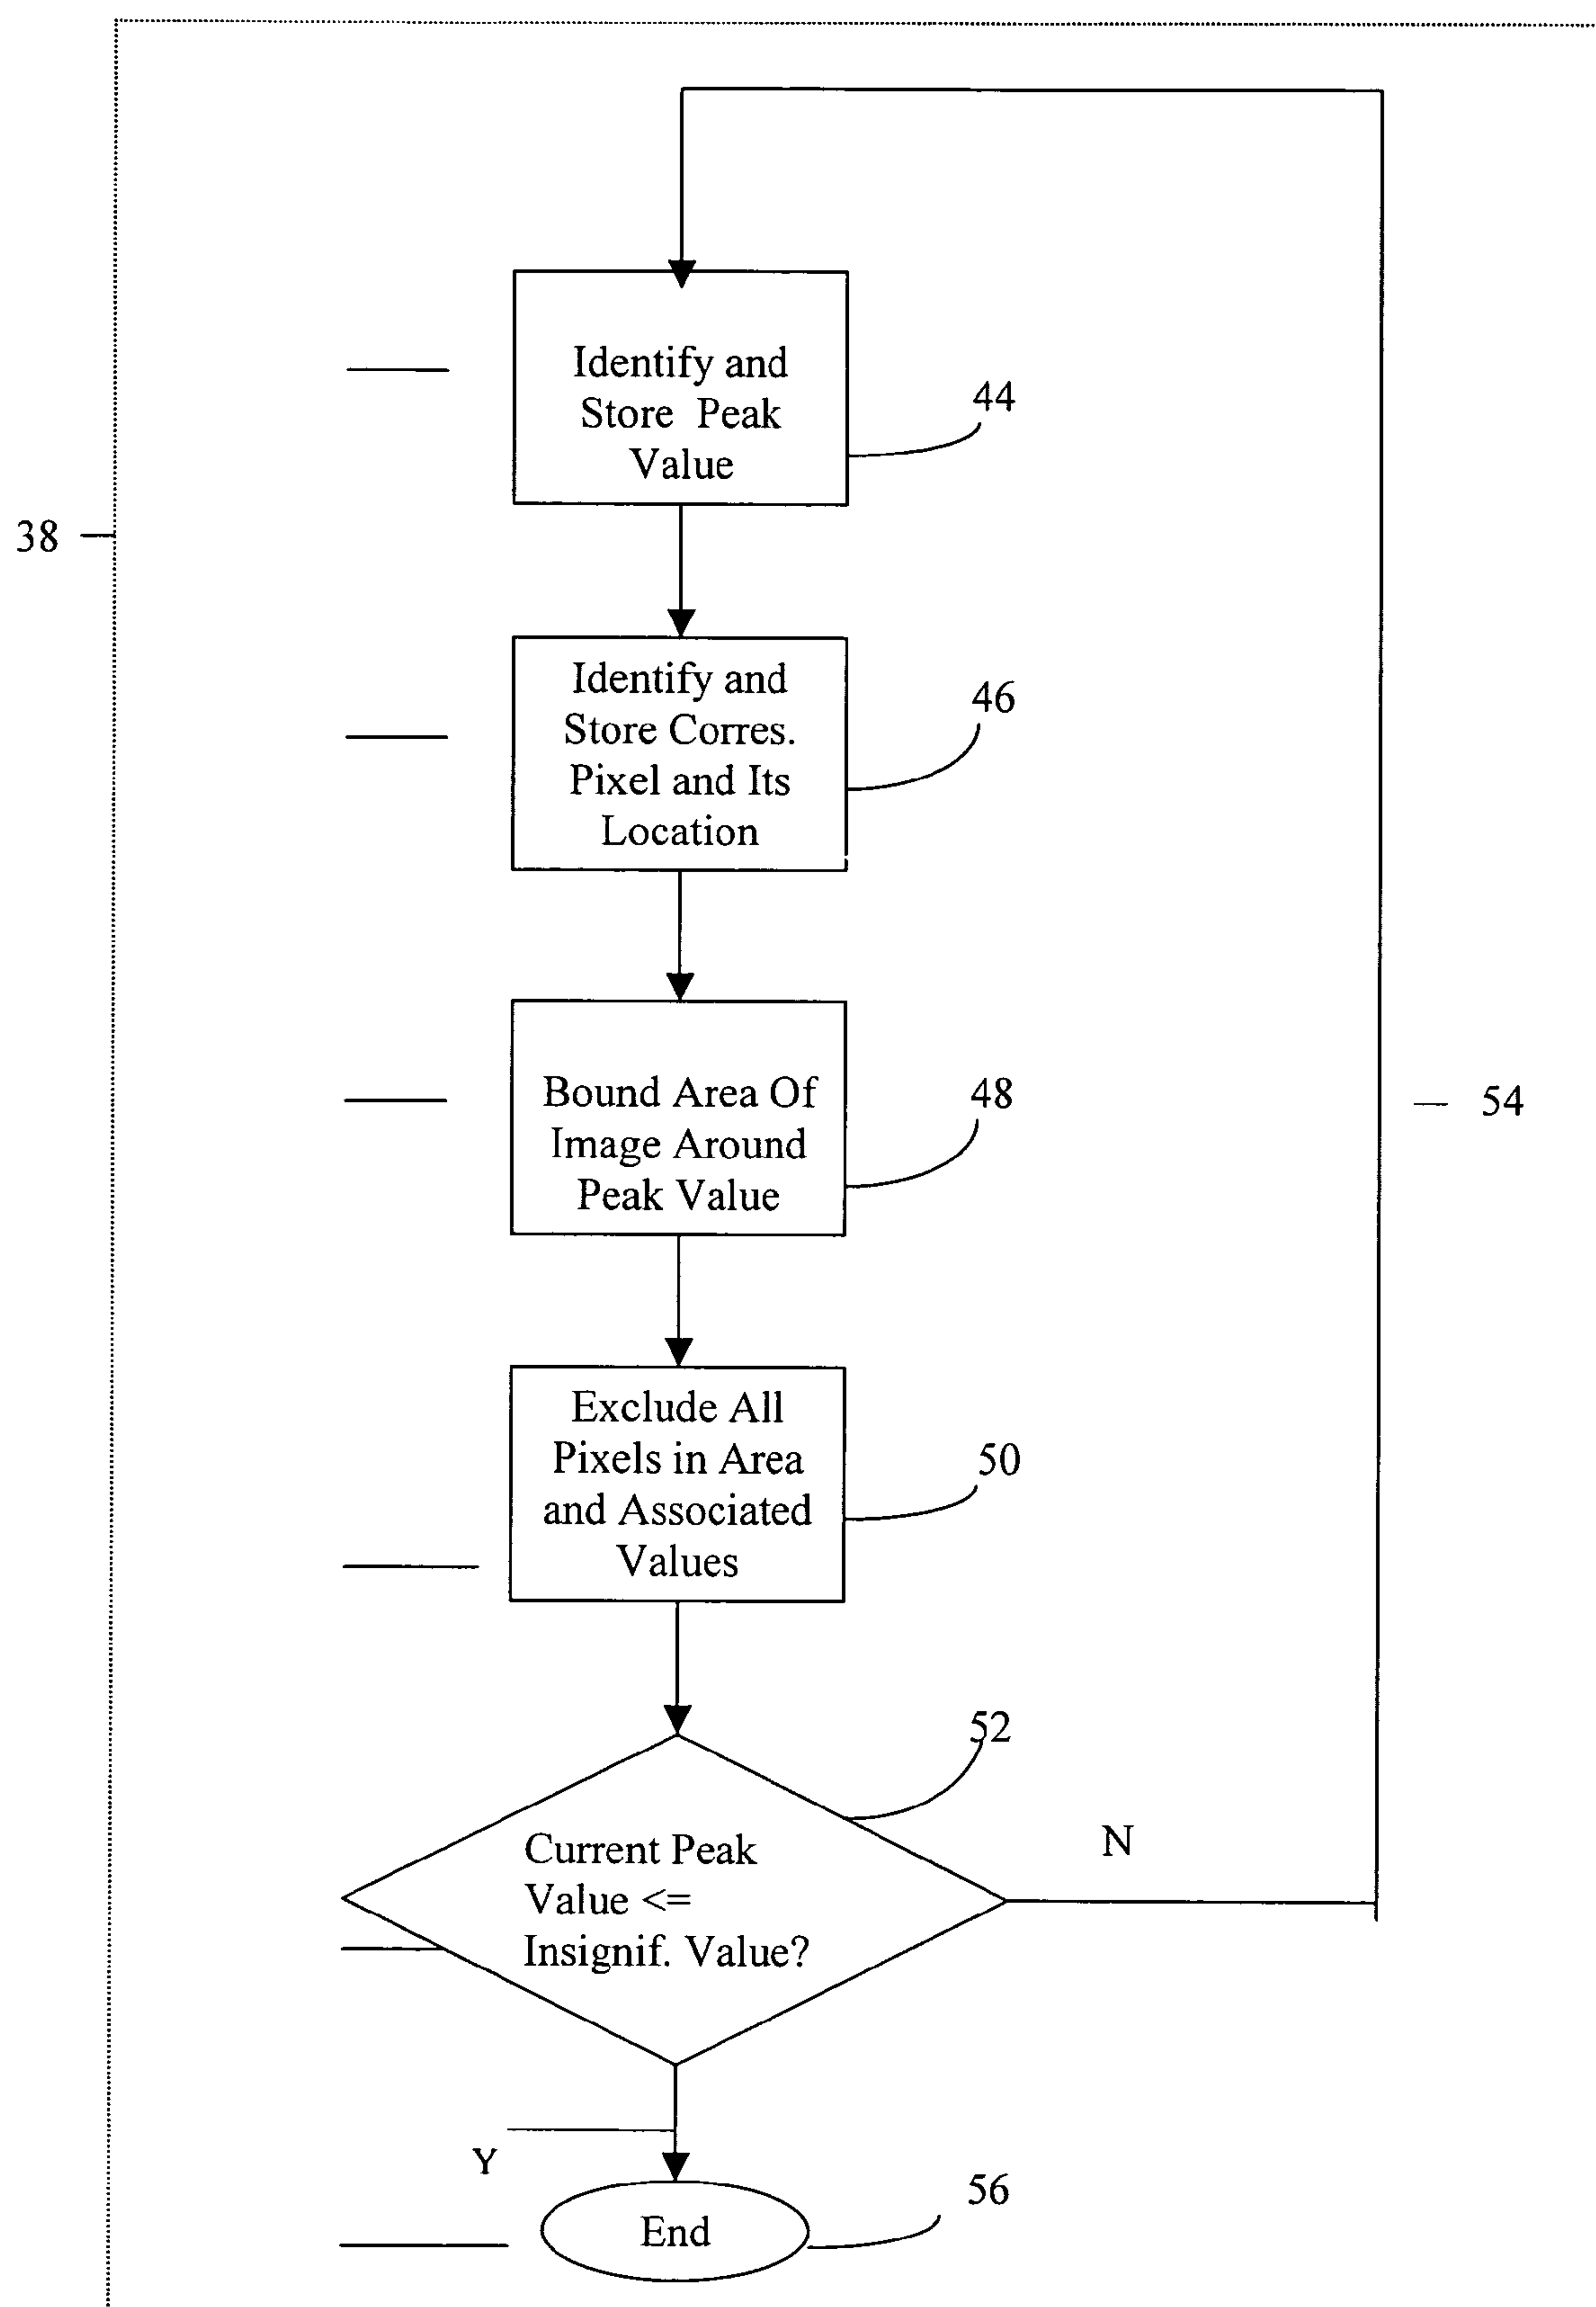 Identify and
Store Peak
Value
44
38
Identify and
Store Corres.
Pixel and Its
Location
46
Bound Area Of
Image Around
Peak Value
48
54
Exclude All
Pixels in Area
and Associated
Values
50
52
Current Peak
Value <=
Insignif. Value?
N
Y
End
56